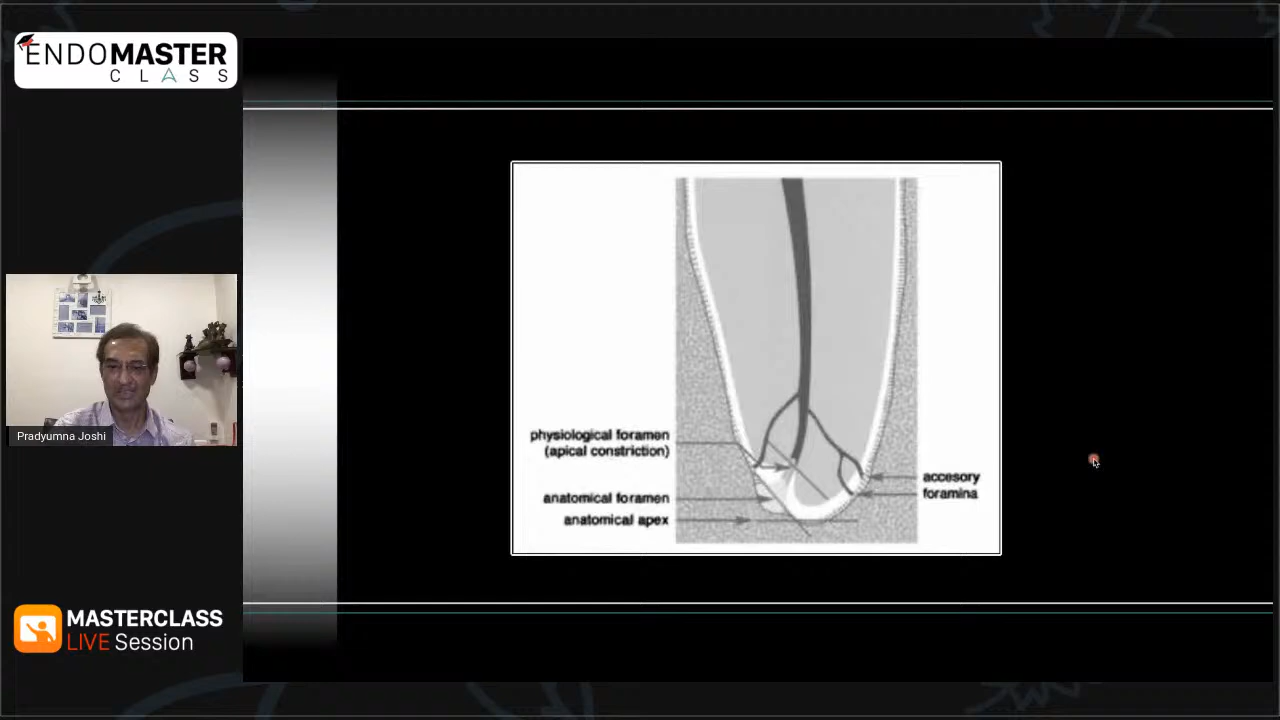 ENDOMASTER
CLASS
physiological foramen
(apical constriction)
anatomical foramen
anatomical apex
accesory
foramina
Pradyumna Joshi
MASTERCLASS
LIVE Session